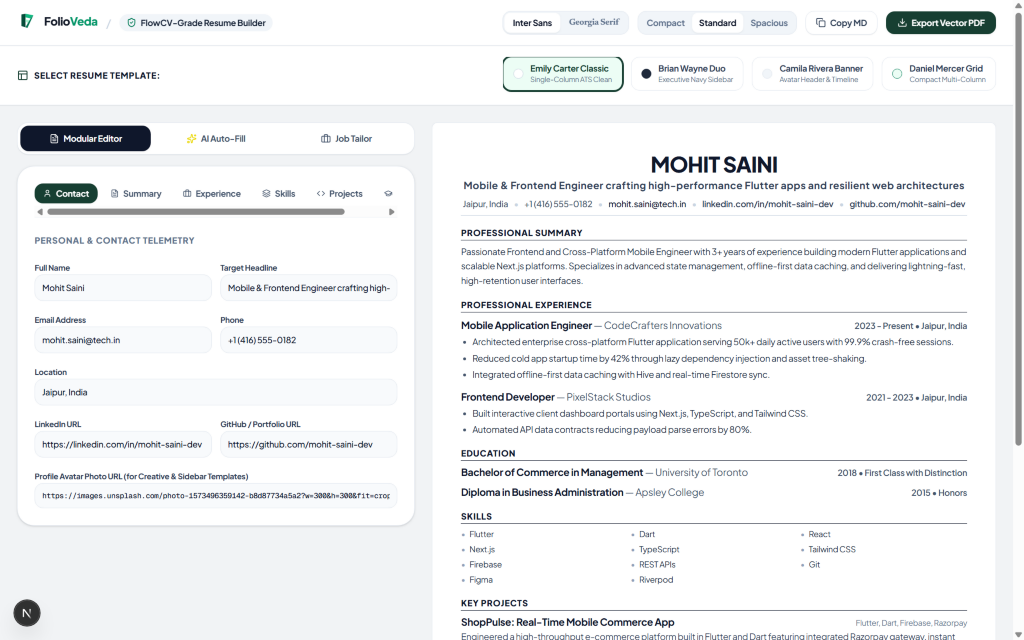 FolioVeda / FlowCV-Grade Resume Builder
Inter Sans Georgia Serif Compact Standard Spacious Copy MD Export Vector PDF
SELECT RESUME TEMPLATE:
Emily Carter Classic
Single-Column ATS Clean
Brian Wayne Duo
Executive Navy Sidebar
Camila Rivera Banner
Avatar Header & Timeline
Daniel Mercer Grid
Compact Multi-Column
Modular Editor AI Auto-Fill Job Tailor
Contact Summary Experience Skills Projects
PERSONAL & CONTACT TELEMETRY
Full Name
Mohit Saini
Target Headline
Mobile & Frontend Engineer crafting high-
Email Address
mohit.saini@tech.in
Phone
+1 (416) 555-0182
Location
Jaipur, India
LinkedIn URL
https://linkedin.com/in/mohit-saini-dev
GitHub / Portfolio URL
https://github.com/mohit-saini-dev
Profile Avatar Photo URL (for Creative & Sidebar Templates)
https://images.unsplash.com/photo-1573496359142-b8d87734a5a2?w=300&h=300&fit=crop
N
MOHIT SAINI
Mobile & Frontend Engineer crafting high-performance Flutter apps and resilient web architectures
Jaipur, India • +1 (416) 555-0182 • mohit.saini@tech.in • linkedin.com/in/mohit-saini-dev • github.com/mohit-saini-dev
PROFESSIONAL SUMMARY
Passionate Frontend and Cross-Platform Mobile Engineer with 3+ years of experience building modern Flutter applications and
scalable Next.js platforms. Specializes in advanced state management, offline-first data caching, and delivering lightning-fast,
high-retention user interfaces.
PROFESSIONAL EXPERIENCE
Mobile Application Engineer — CodeCrafters Innovations 2023 - Present • Jaipur, India
• Architected enterprise cross-platform Flutter application serving 50k+ daily active users with 99.9% crash-free sessions.
• Reduced cold app startup time by 42% through lazy dependency injection and asset tree-shaking.
• Integrated offline-first data caching with Hive and real-time Firestore sync.
Frontend Developer — PixelStack Studios 2021 - 2023 • Jaipur, India
• Built interactive client dashboard portals using Next.js, TypeScript, and Tailwind CSS.
• Automated API data contracts reducing payload parse errors by 80%.
EDUCATION
Bachelor of Commerce in Management — University of Toronto 2018 • First Class with Distinction
Diploma in Business Administration — Apsley College 2015 • Honors
SKILLS
• Flutter • Dart • React
• Next.js • TypeScript • Tailwind CSS
• Firebase • REST APIs • Git
• Figma • Riverpod
KEY PROJECTS
ShopPulse: Real-Time Mobile Commerce App Flutter, Dart, Firebase, Razorpay
Engineered a high-throughput e-commerce platform built in Flutter and Dart featuring integrated Razorpay gateway, instant